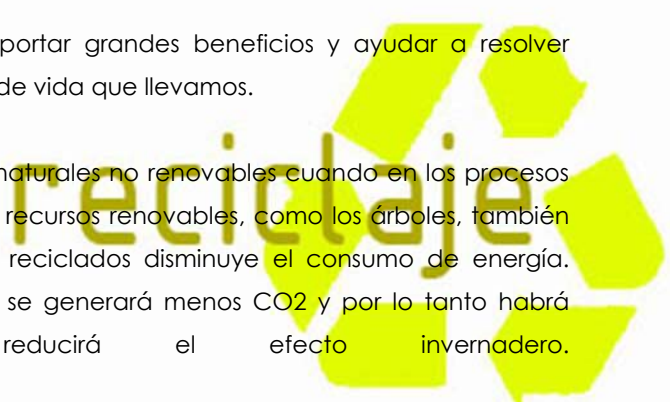 portar grandes beneficios y ayudar a resolver
de vida que llevamos.
naturales no renovables cuando en los procesos
reciclaje
recursos renovables, como los árboles, también
reciclados disminuye el consumo de energía.
se generará menos CO2 y por lo tanto habrá
reducirá el efecto invernadero.